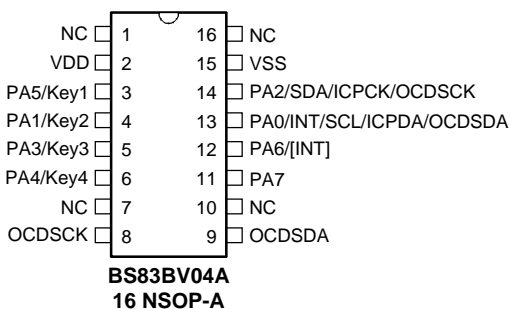 NC 1 16 NC
VDD 2 15 VSS
PA5/Key1 3 14 PA2/SDA/ICPCK/OCDSCK
PA1/Key2 4 13 PA0/INT/SCL/ICPDA/OCDSDA
PA3/Key3 5 12 PA6/[INT]
PA4/Key4 6 11 PA7
NC 7 10 NC
OCDSCK 8 9 OCDSDA
BS83BV04A
16 NSOP-A